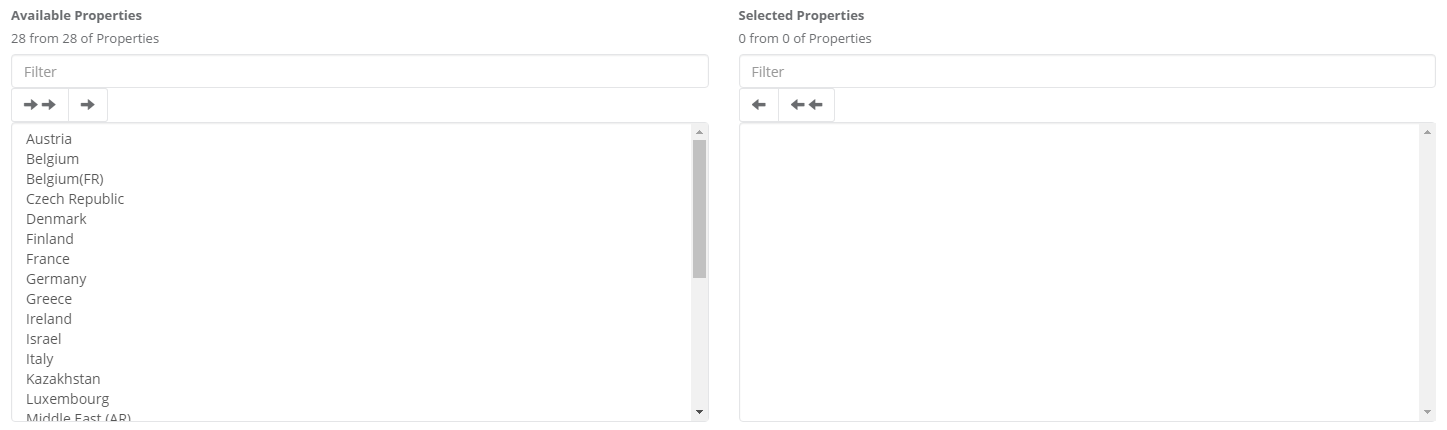 Available Properties
28 from 28 of Properties
Filter
Austria
Belgium
Belgium(FR)
Czech Republic
Denmark
Finland
France
Germany
Greece
Ireland
Israel
Italy
Kazakhstan
Luxembourg
Middle East (AR)
Selected Properties
0 from 0 of Properties
Filter